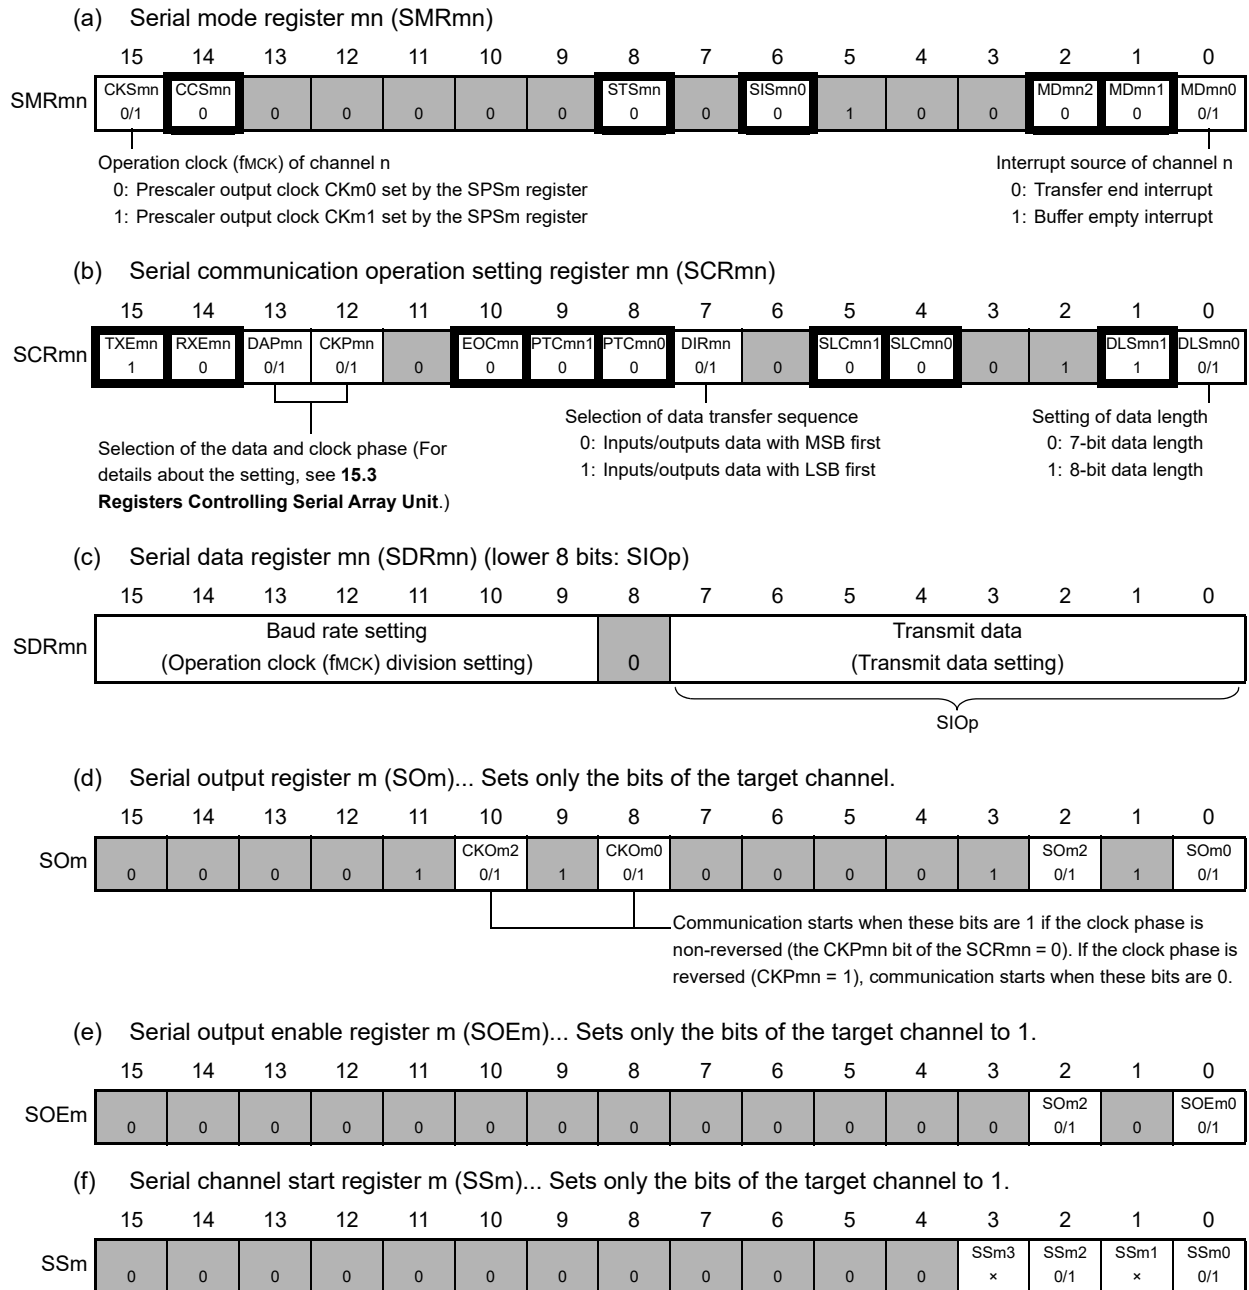 (a) Serial mode register mn (SMRmn)
15 14 13 12 11 10 9 8 7 6 5 4 3 2 1 0
SMRmn CKSmn CCSmn STSmn SISmn0 MDmn2 MDmn1 MDmn0
0/1 0 0 0 0 0 0 0 0 0 1 0 0 0 0 0/1
Operation clock (fMCK) of channel n Interrupt source of channel n
0: Prescaler output clock CKm0 set by the SPSm register 0: Transfer end interrupt
1: Prescaler output clock CKm1 set by the SPSm register 1: Buffer empty interrupt
(b) Serial communication operation setting register mn (SCRmn)
15 14 13 12 11 10 9 8 7 6 5 4 3 2 1 0
SCRmn TXEmn RXEmn DAPmn CKPmn EOCmn PTCmn1 PTCmn0 DIRmn SLCmn1 SLCmn0 DLSmn1 DLSmn0
1 0 0/1 0/1 0 0 0 0 0/1 0 0 0 0 1 1 0/1
Selection of data transfer sequence Setting of data length
0: Inputs/outputs data with MSB first 0: 7-bit data length
1: Inputs/outputs data with LSB first 1: 8-bit data length
Selection of the data and clock phase (For
details about the setting, see 15.3
Registers Controlling Serial Array Unit.)
(c) Serial data register mn (SDRmn) (lower 8 bits: SIOp)
15 14 13 12 11 10 9 8 7 6 5 4 3 2 1 0
SDRmn Baud rate setting Transmit data
(Operation clock (fMCK) division setting) 0 (Transmit data setting)
SIOp
(d) Serial output register m (SOm)... Sets only the bits of the target channel.
15 14 13 12 11 10 9 8 7 6 5 4 3 2 1 0
SOm CKOm2 CKOm0 SOm2 SOm0
0 0 0 0 1 0/1 1 0/1 0 0 0 0 1 0/1 1 0/1
Communication starts when these bits are 1 if the clock phase is
non-reversed (the CKPmn bit of the SCRmn = 0). If the clock phase is
reversed (CKPmn = 1), communication starts when these bits are 0.
(e) Serial output enable register m (SOEm)... Sets only the bits of the target channel to 1.
15 14 13 12 11 10 9 8 7 6 5 4 3 2 1 0
SOEm SOm2 SOEm0
0 0 0 0 0 0 0 0 0 0 0 0 0 0/1 0 0/1
(f) Serial channel start register m (SSm)... Sets only the bits of the target channel to 1.
15 14 13 12 11 10 9 8 7 6 5 4 3 2 1 0
SSm SSm3 SSm2 SSm1 SSm0
0 0 0 0 0 0 0 0 0 0 0 0 × 0/1 × 0/1